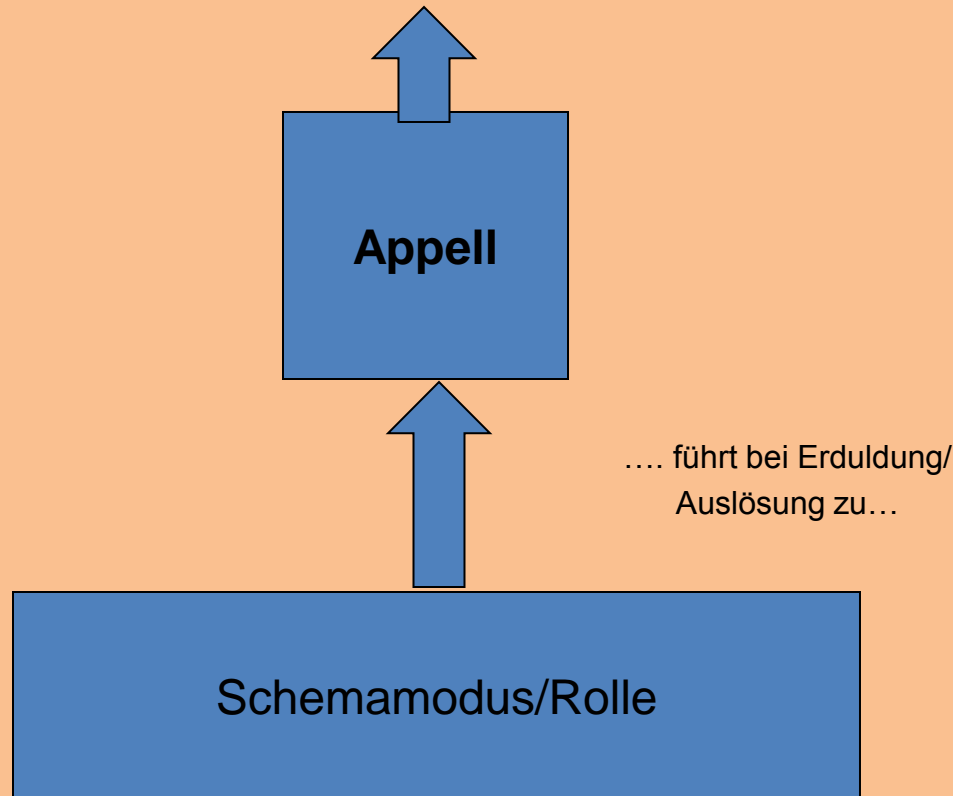 Appell
…. führt bei Erduldung/
Auslösung zu…
Schemamodus/Rolle